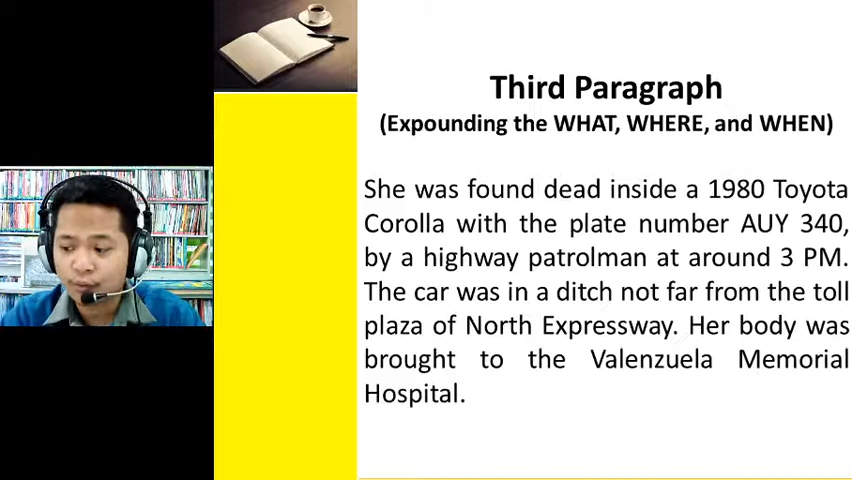 Third Paragraph
(Expounding the WHAT, WHERE, and WHEN)
She was found dead inside a 1980 Toyota
Corolla with the plate number AUY 340,
by a highway patrolman at around 3 PM.
The car was in a ditch not far from the toll
plaza of North Expressway. Her body was
brought to the Valenzuela Memorial
Hospital.